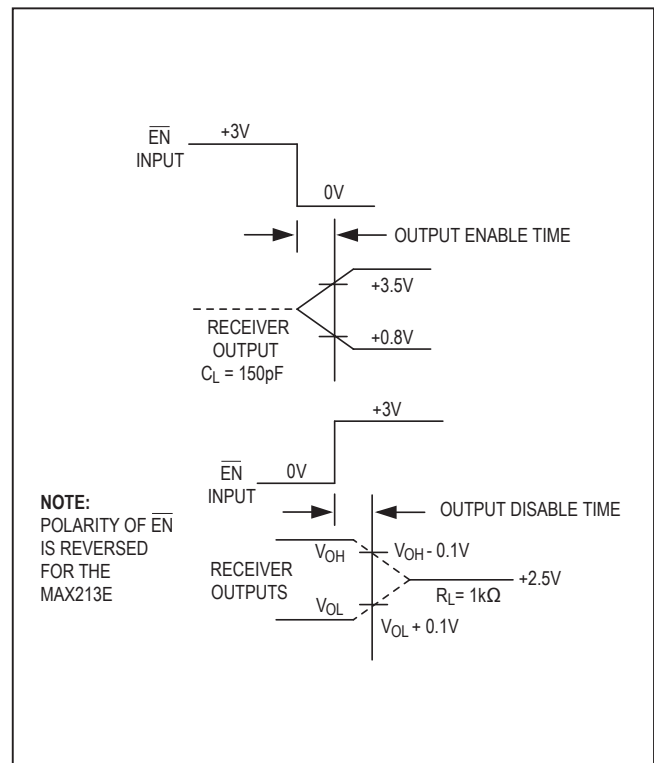 EN +3V
INPUT
0V
OUTPUT ENABLE TIME
+3.5V
RECEIVER
OUTPUT
+0.8V
C_L = 150pF
+3V
EN 0V
INPUT
NOTE:
POLARITY OF EN
IS REVERSED
FOR THE
MAX213E
OUTPUT DISABLE TIME
V_OH V_OH - 0.1V
RECEIVER
OUTPUTS
+2.5V
R_L= 1kΩ
V_OL
V_OL + 0.1V